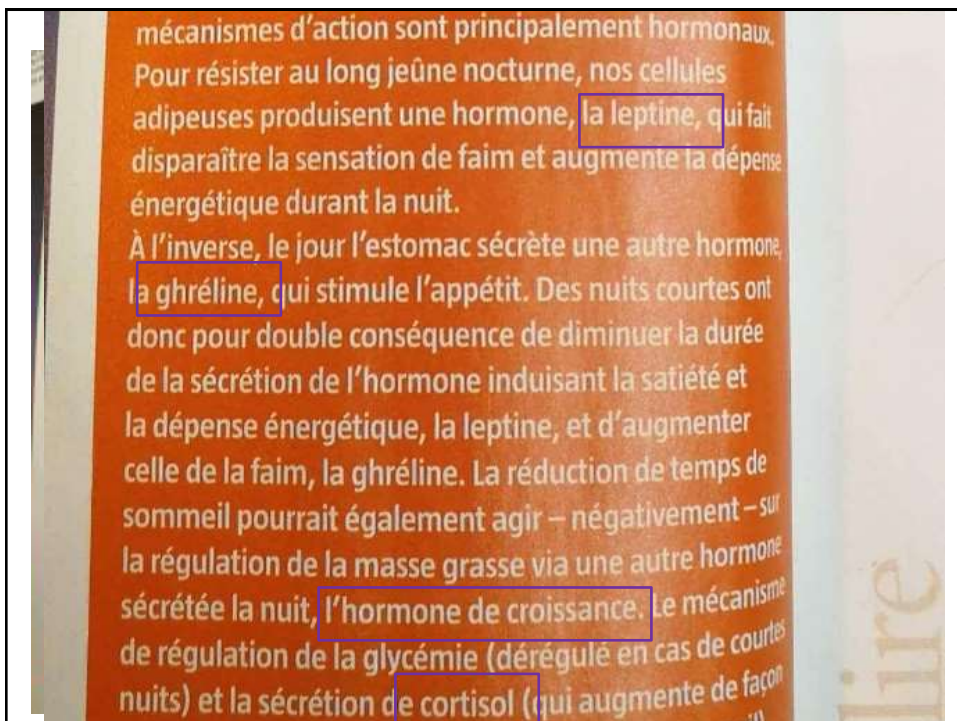 mécanismes d'action sont principalement hormonaux.
Pour résister au long jeûne nocturne, nos cellules
adipeuses produisent une hormone, la leptine, qui fait
disparaître la sensation de faim et augmente la dépense
énergétique durant la nuit.
À l'inverse, le jour l'estomac sécrète une autre hormone,
la ghréline, qui stimule l'appétit. Des nuits courtes ont
donc pour double conséquence de diminuer la durée
de la sécrétion de l'hormone induisant la satiété et
la dépense énergétique, la leptine, et d'augmenter
celle de la faim, la ghréline. La réduction de temps de
sommeil pourrait également agir – négativement – sur
la régulation de la masse grasse via une autre hormone
sécrétée la nuit, l'hormone de croissance. Le mécanisme
de régulation de la glycémie (dérégulé en cas de courtes
nuits) et la sécrétion de cortisol (qui augmente de façon
lire